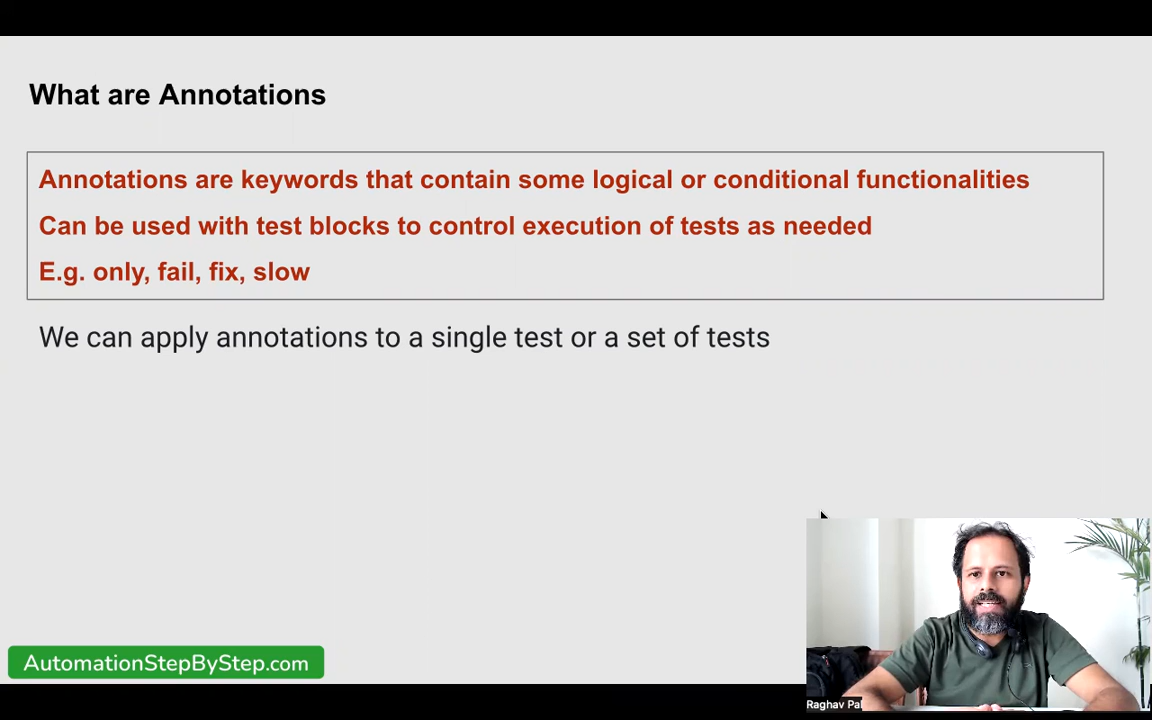 What are Annotations
Annotations are keywords that contain some logical or conditional functionalities
Can be used with test blocks to control execution of tests as needed
E.g. only, fail, fix, slow
We can apply annotations to a single test or a set of tests
AutomationStepByStep.com
Raghav Pal